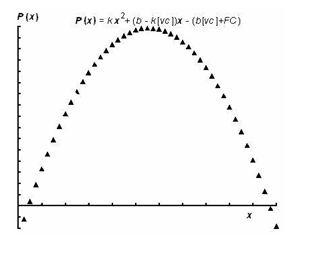 P(x)
P(x) = kx²+ (b - k[vc])x - (b[vc]+FC)
x